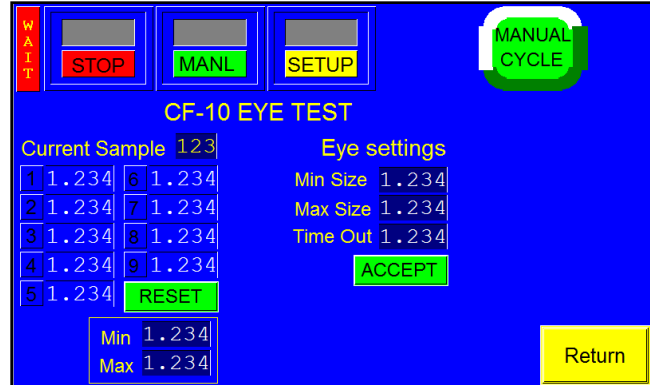 WAIT
STOP
MANL
SETUP
MANUAL
CYCLE
CF-10 EYE TEST
Current Sample 123
1 1.234 6 1.234
2 1.234 7 1.234
3 1.234 8 1.234
4 1.234 9 1.234
5 1.234 RESET
Min 1.234
Max 1.234
Eye settings
Min Size 1.234
Max Size 1.234
Time Out 1.234
ACCEPT
Return